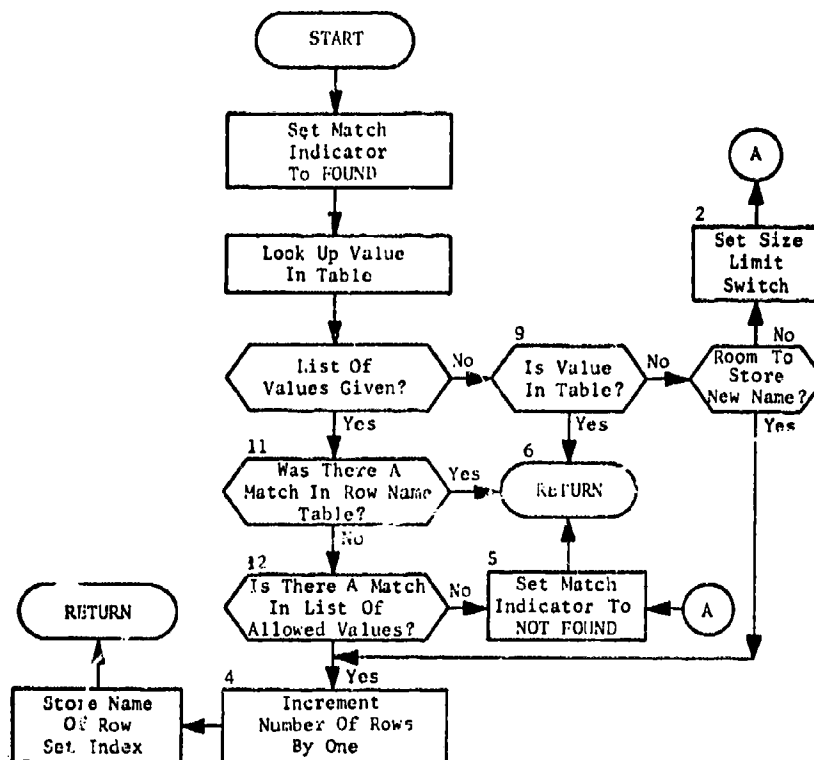 START
Set Match
Indicator
To FOUND
A
2
Set Size
Limit
Switch
Look Up Value
In Table
No
List Of
Values Given?
No
9
Is Value
In Table?
No
Room To
Store
New Name?
Yes
Yes
Yes
11
Was There A
Match In Row Name
Table?
Yes
6
RETURN
No
12
Is There A Match
In List Of
Allowed Values?
No
5
Set Match
Indicator To
NOT FOUND
A
RETURN
Yes
4
Increment
Number Of Rows
By One
Store Name
Of Row
Set Index